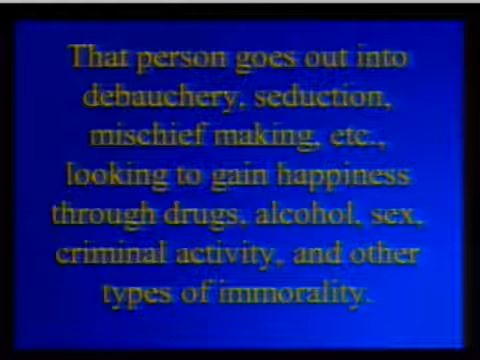 That person goes out into
debauchery, seduction,
mischief making, etc.,
looking to gain happiness
through drugs, alcohol, sex,
criminal activity, and other
types of immorality.